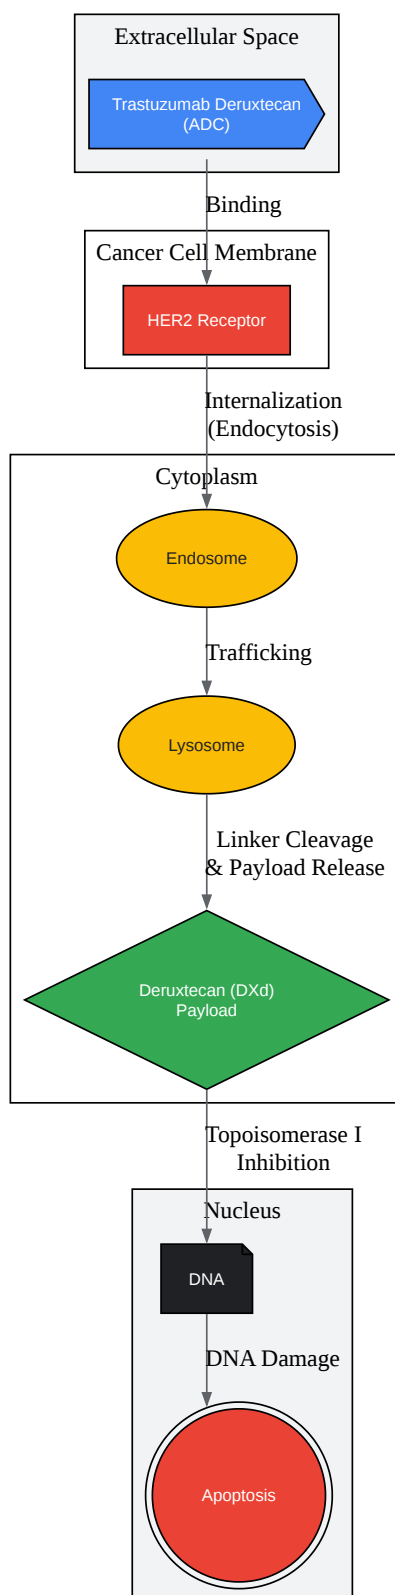 Extracellular Space
Trastuzumab Deruxtecan
(ADC)
Binding
Cancer Cell Membrane
HER2 Receptor
Internalization
(Endocytosis)
Cytoplasm
Endosome
Trafficking
Lysosome
Linker Cleavage
& Payload Release
Deruxtecan (DXd)
Payload
Topoisomerase I
Inhibition
Nucleus
DNA
DNA Damage
Apoptosis